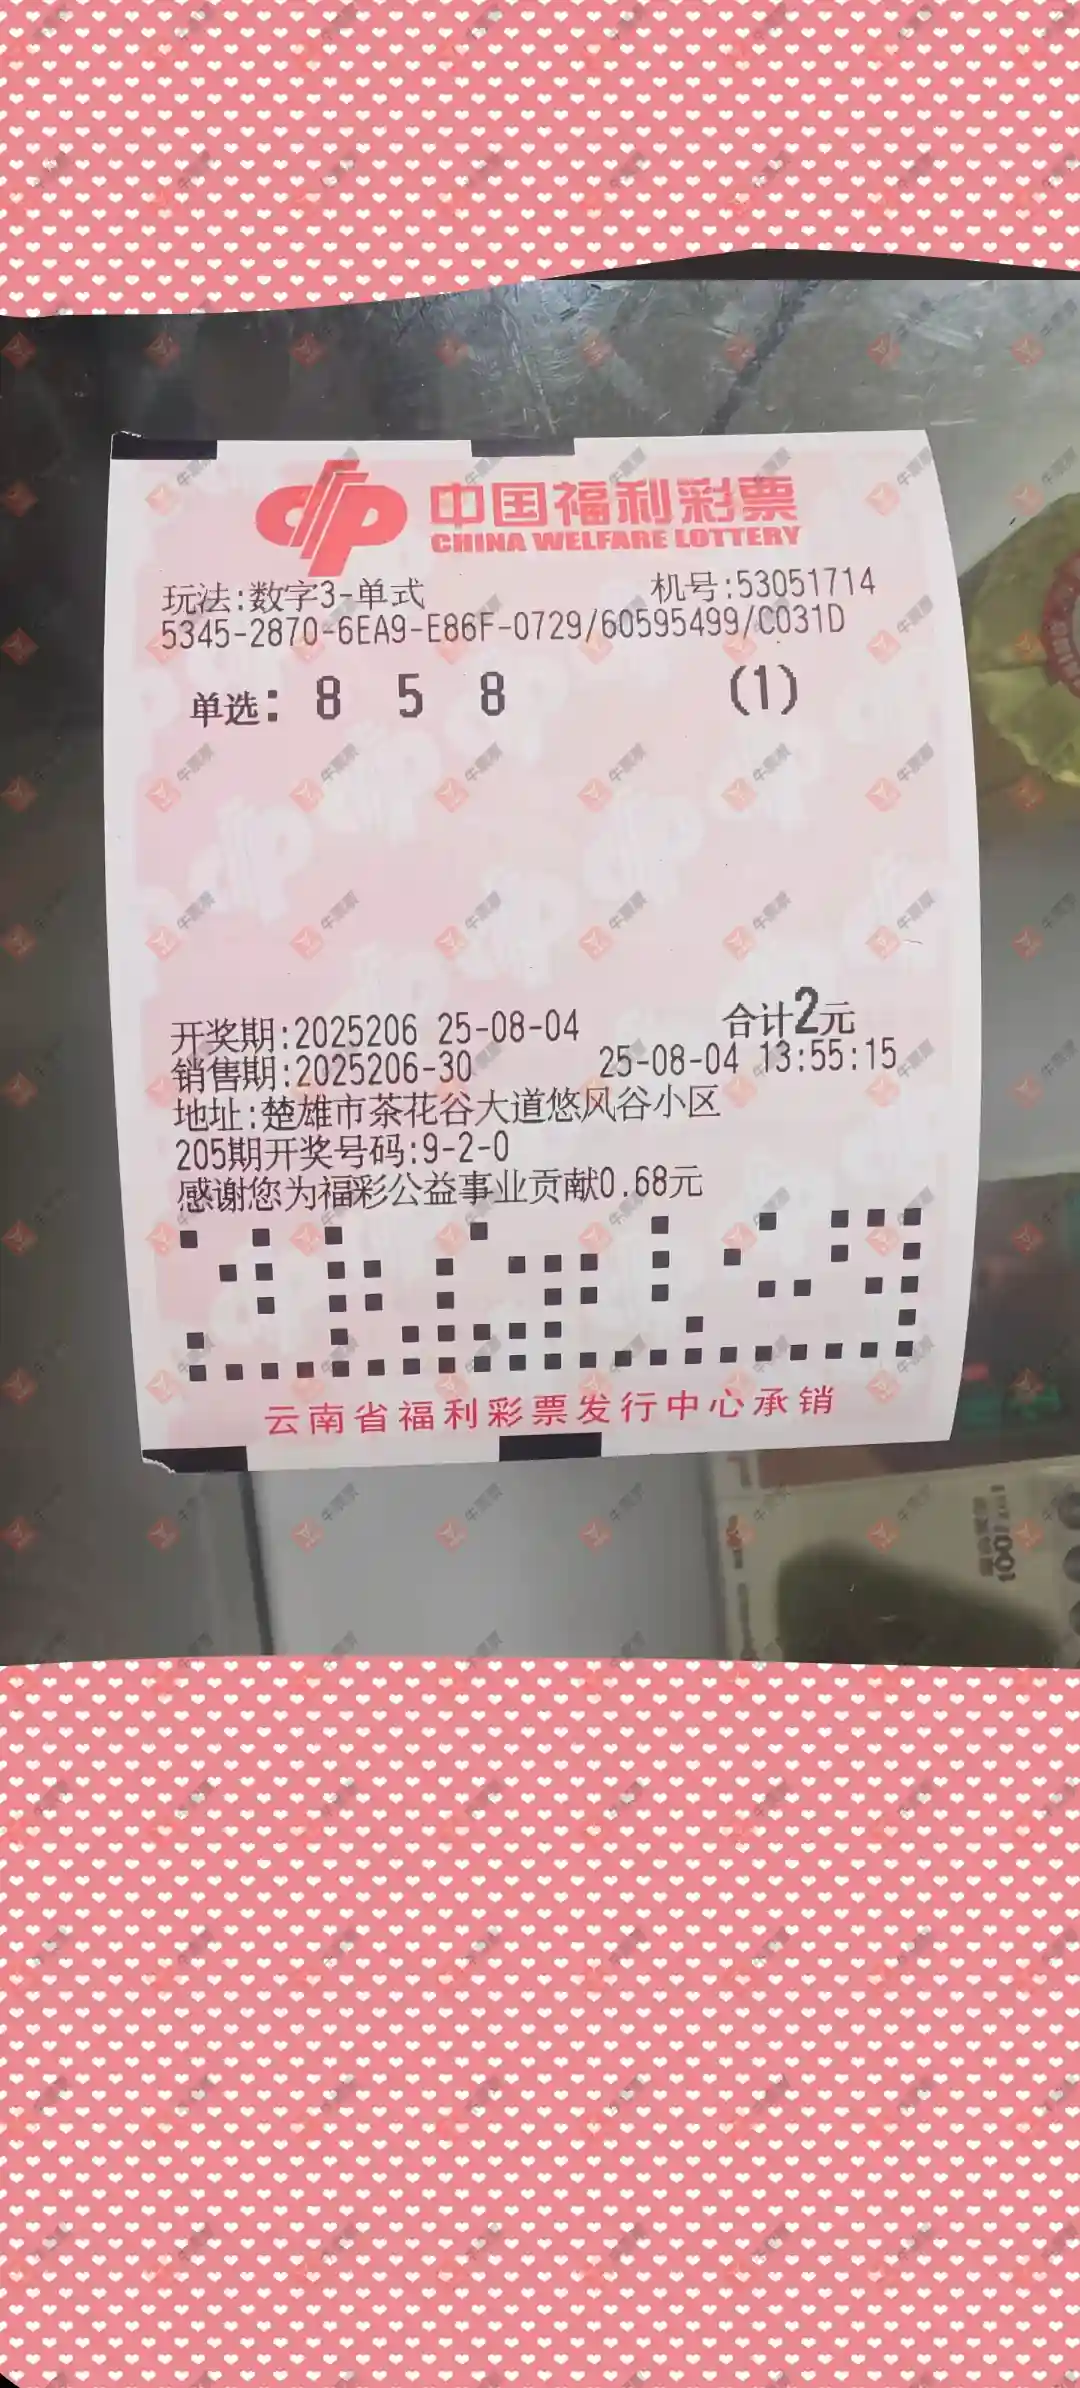 中国福利彩票
CHINA WELFARE LOTTERY
玩法:数字3-单式 机号:53051714
5345-2870-6EA9-E86F-0729/60595499/C031D
单选: 8 5 8 (1)
开奖期:2025206 25-08-04 合计2元
销售期:2025206-30 25-08-04 13:55:15
地址:楚雄市茶花谷大道悠风谷小区
205期开奖号码:9-2-0
感谢您为福彩公益事业贡献0.68元
云南省福利彩票发行中心承销